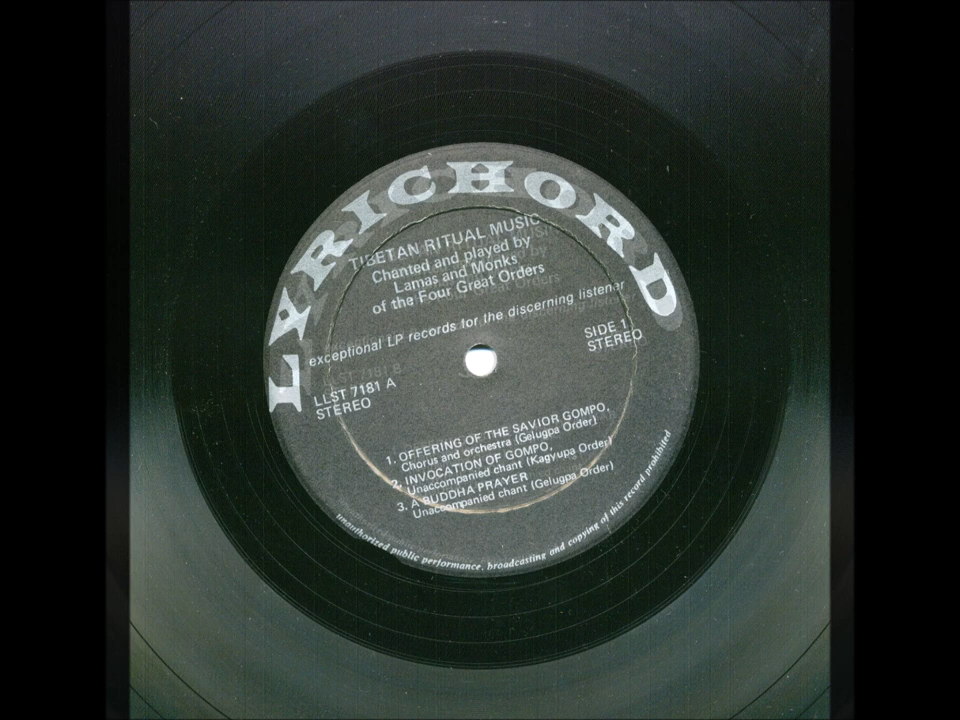 LYRICHORD
TIBETAN RITUAL MUSIC
Chanted and played by
Lamas and Monks
of the Four Great Orders
exceptional LP records for the discerning listener
SIDE 1
STEREO
LLST 7181 A
STEREO
1. OFFERING OF THE SAVIOR GOMPO,
Chorus and orchestra (Gelugpa Order)
2. INVOCATION OF GOMPO,
Unaccompanied chant (Kagyupa Order)
3. A BUDDHA PRAYER
Unaccompanied chant (Gelugpa Order)
unauthorized public performance, broadcasting and copying of this record prohibited